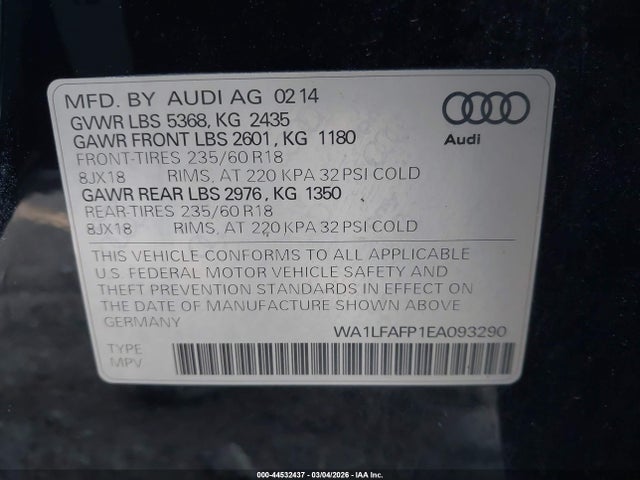 MFD. BY AUDI AG 02 14
GVWR LBS 5368, KG 2435
GAWR FRONT LBS 2601, KG 1180
FRONT-TIRES 235/60 R18
8JX18 RIMS, AT 220 KPA 32 PSI COLD
GAWR REAR LBS 2976, KG 1350
REAR-TIRES 235/60 R18
8JX18 RIMS, AT 220 KPA 32 PSI COLD
Audi
THIS VEHICLE CONFORMS TO ALL APPLICABLE
U.S. FEDERAL MOTOR VEHICLE SAFETY AND
THEFT PREVENTION STANDARDS IN EFFECT ON
THE DATE OF MANUFACTURE SHOWN ABOVE
GERMANY
WA1LFAFP1EA093290
TYPE
MPV
000-44532437 - 03/04/2026 - IAA Inc.